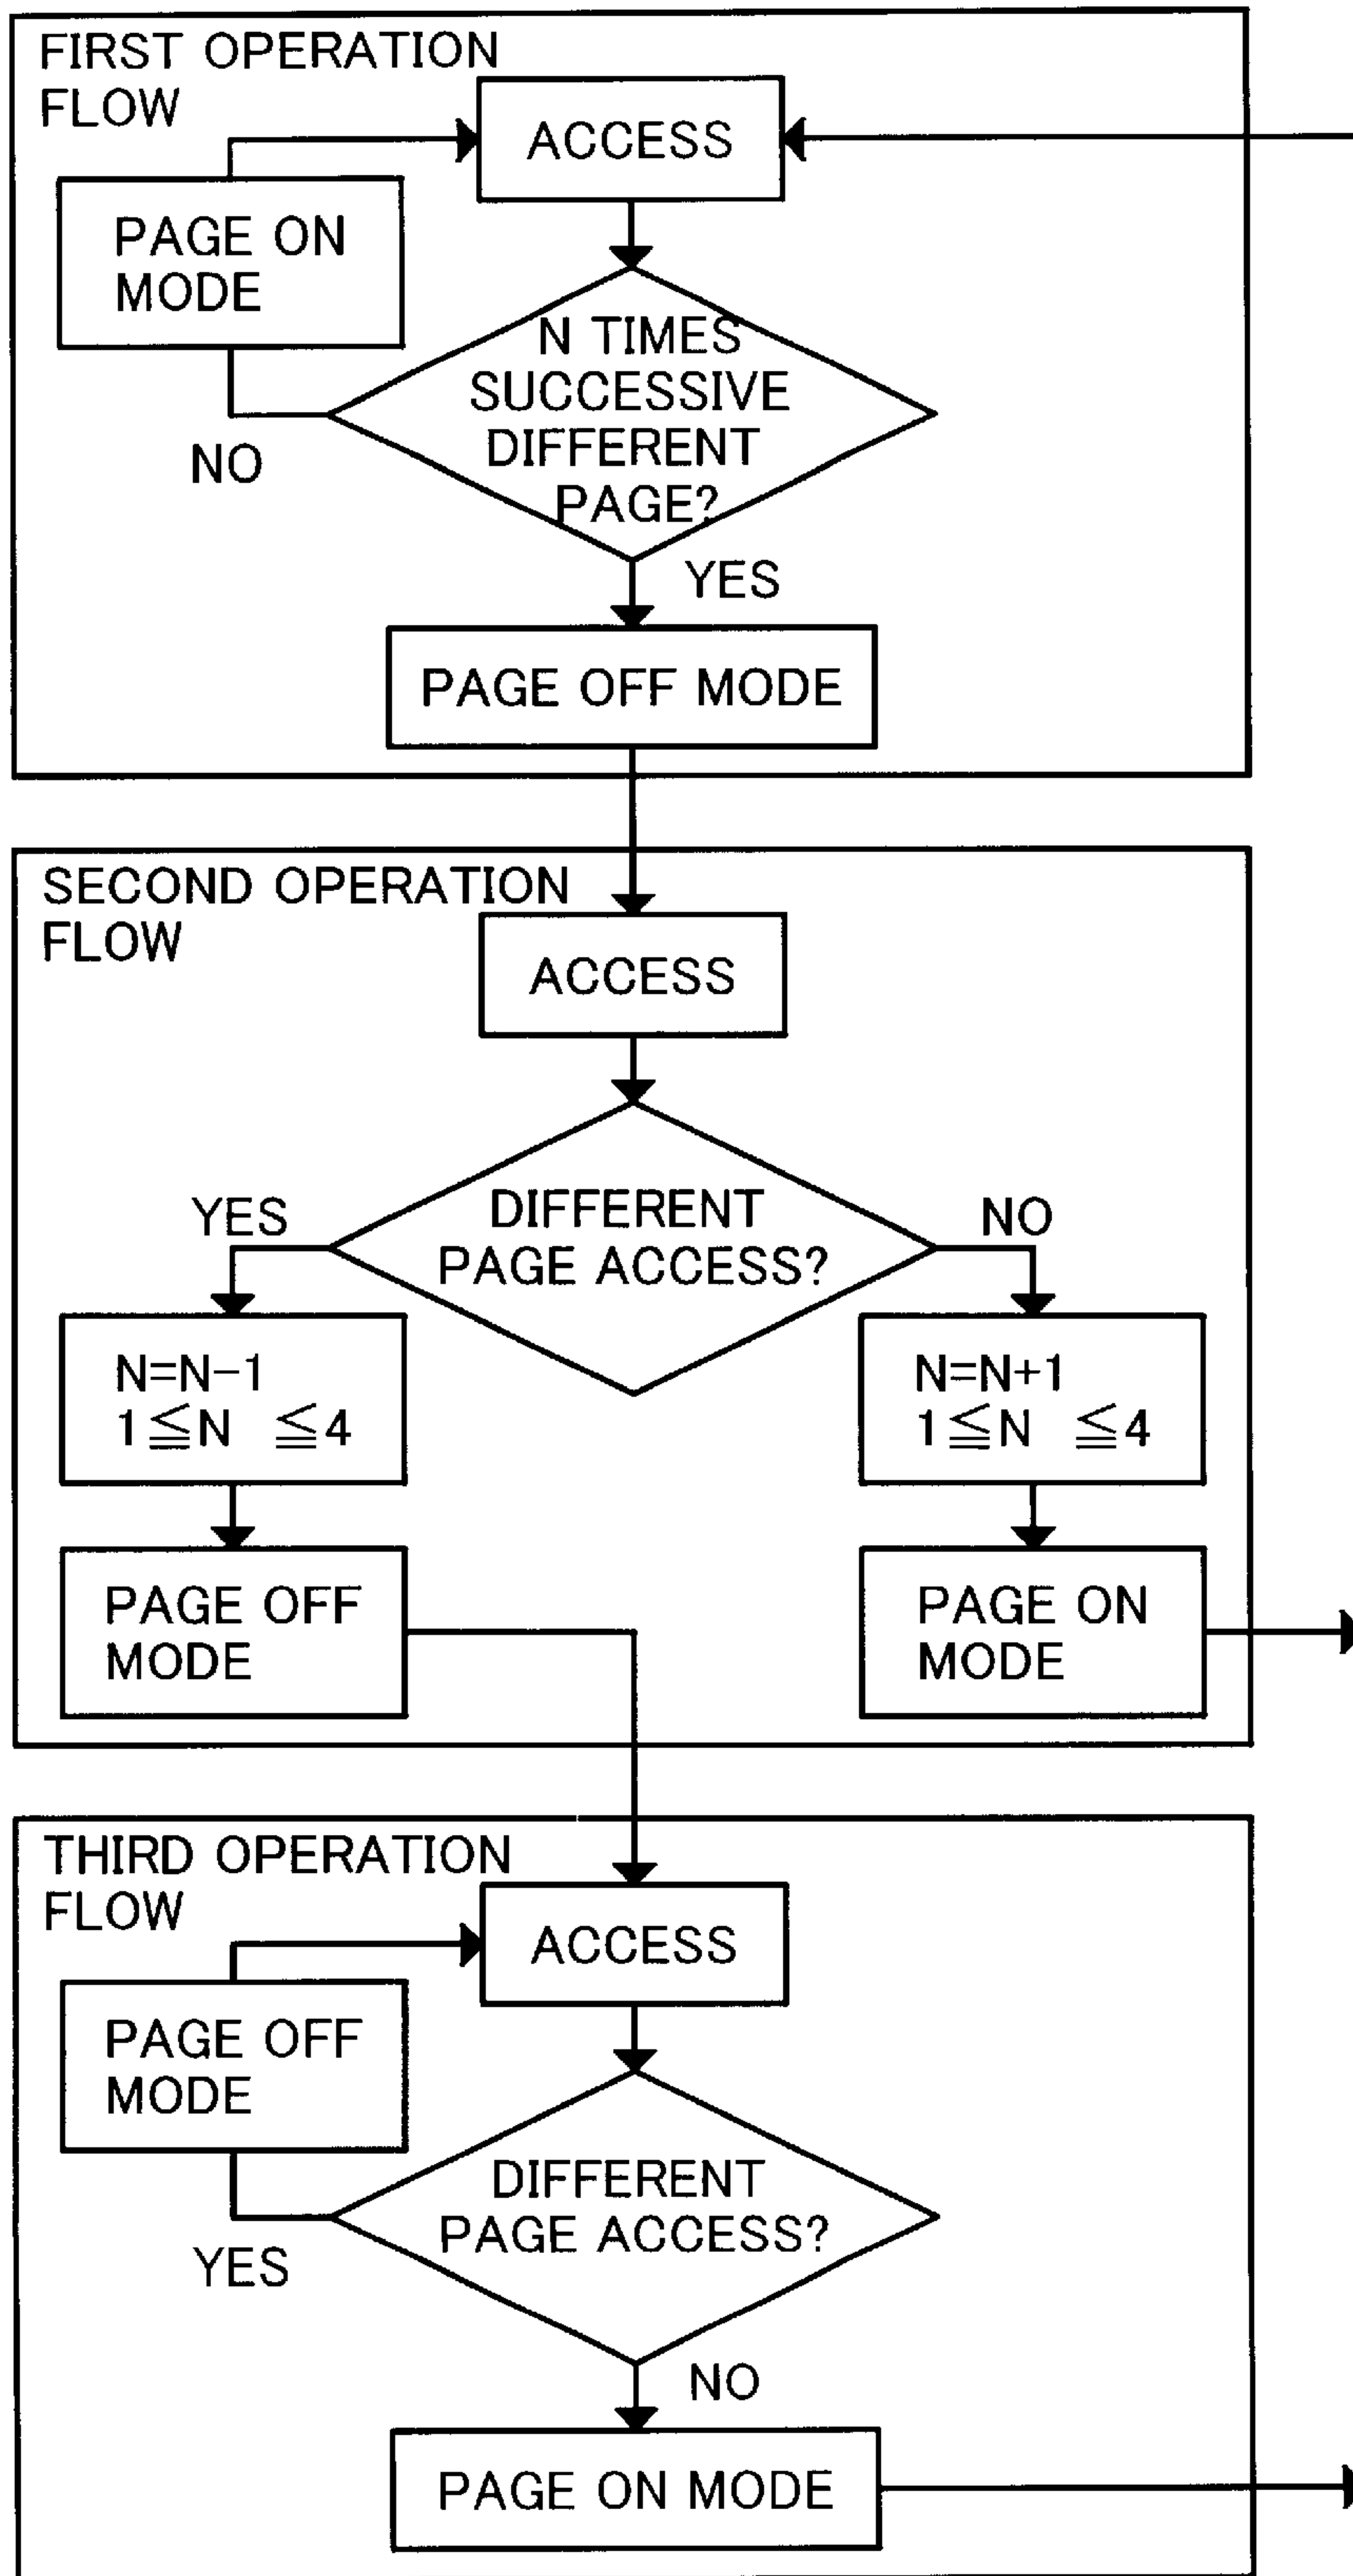 FIRST OPERATION
FLOW
ACCESS
PAGE ON
MODE
N TIMES
SUCCESSIVE
DIFFERENT
PAGE?
NO
YES
PAGE OFF MODE
SECOND OPERATION
FLOW
ACCESS
DIFFERENT
PAGE ACCESS?
YES
NO
N=N−1
1≦N ≦4
N=N+1
1≦N ≦4
PAGE OFF
MODE
PAGE ON
MODE
THIRD OPERATION
FLOW
ACCESS
PAGE OFF
MODE
DIFFERENT
PAGE ACCESS?
YES
NO
PAGE ON MODE